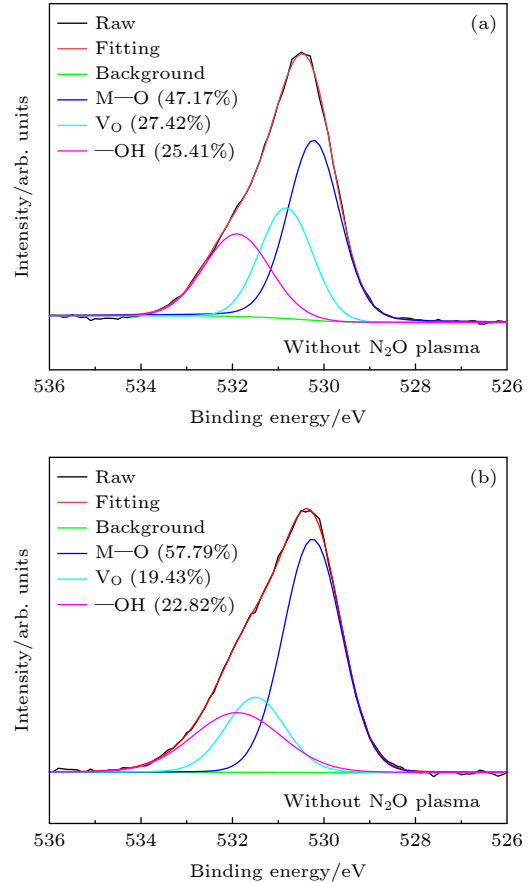 (a)
Raw
Fitting
Background
M—O (47.17%)
V_O (27.42%)
—OH (25.41%)
Intensity/arb. units
Without N₂O plasma
536 534 532 530 528 526
Binding energy/eV
(b)
Raw
Fitting
Background
M—O (57.79%)
V_O (19.43%)
—OH (22.82%)
Intensity/arb. units
Without N₂O plasma
536 534 532 530 528 526
Binding energy/eV